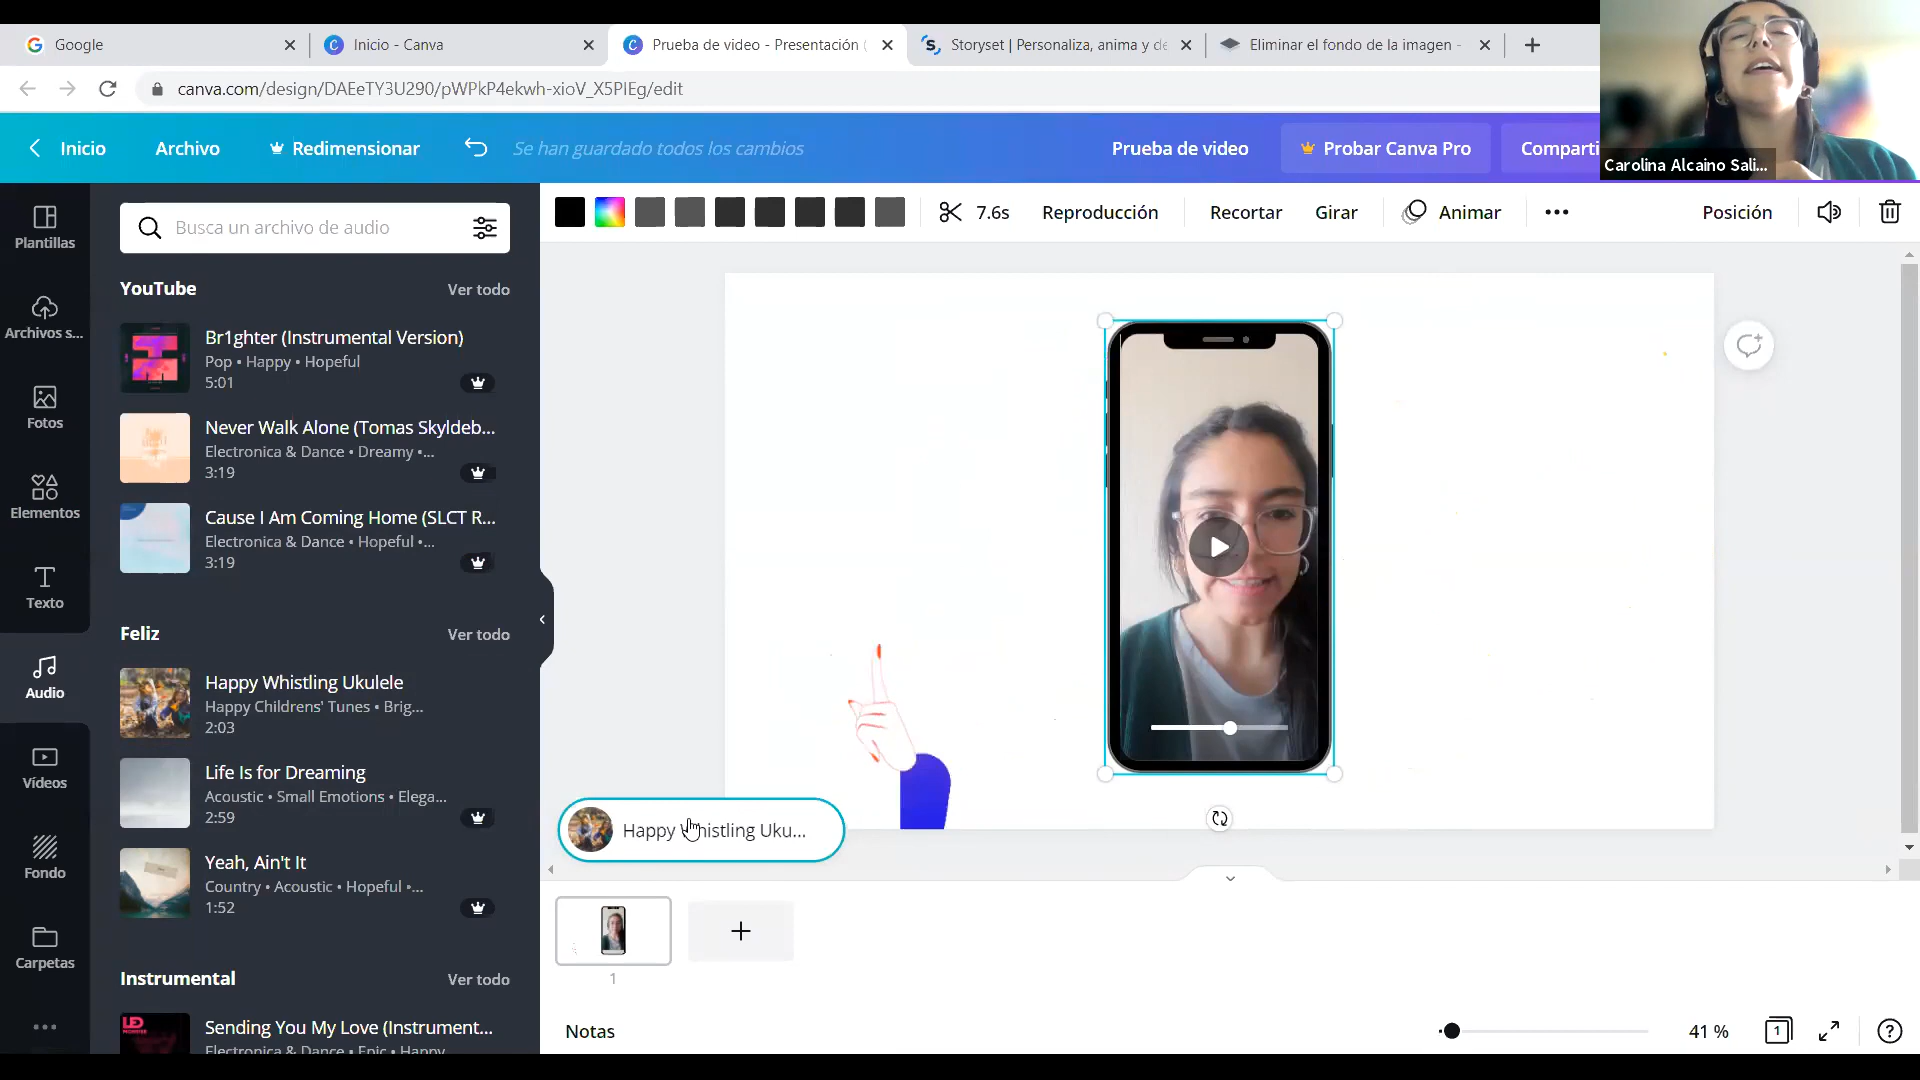 Google
Inicio - Canva
Prueba de video - Presentación
Storyset | Personaliza, anima y de
Eliminar el fondo de la imagen -
canva.com/design/DAEeTY3U290/pWPkP4ekwh-xioV_X5PlEg/edit
Inicio
Archivo
Redimensionar
Se han guardado todos los cambios
Prueba de video
Probar Canva Pro
Comparti
Carolina Alcaino Sali...
Plantillas
Archivos s...
Fotos
Elementos
Texto
Audio
Vídeos
Fondo
Carpetas
Busca un archivo de audio
YouTube
Ver todo
Br1ghter (Instrumental Version)
Pop • Happy • Hopeful
5:01
Never Walk Alone (Tomas Skyldeb...
Electronica & Dance • Dreamy •...
3:19
Cause I Am Coming Home (SLCT R...
Electronica & Dance • Hopeful •...
3:19
Feliz
Ver todo
Happy Whistling Ukulele
Happy Childrens' Tunes • Brig...
2:03
Life Is for Dreaming
Acoustic • Small Emotions • Elega...
2:59
Yeah, Ain't It
Country • Acoustic • Hopeful •...
1:52
Instrumental
Ver todo
Sending You My Love (Instrument...
Electronica & Dance • Epic • Happy
7.6s
Reproducción
Recortar
Girar
Animar
Posición
Happy Whistling Uku...
1
Notas
41 %
1